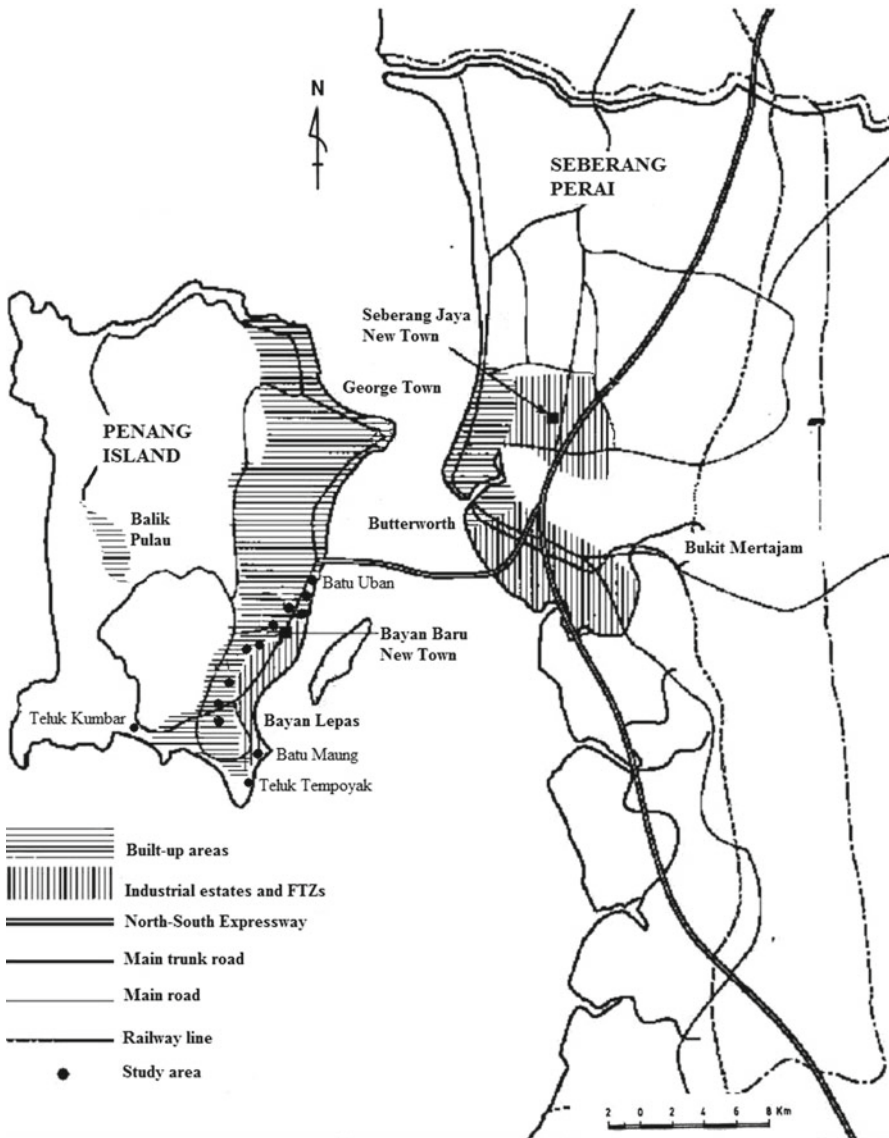 N
SEBERANG
PERAI
Seberang Jaya
New Town
George Town
PENANG
ISLAND
Balik
Pulau
Butterworth
Bukit Mertajam
Batu Uban
Bayan Baru
New Town
Teluk Kumbar
Bayan Lepas
Batu Maung
Teluk Tempoyak
Built-up areas
Industrial estates and FTZs
North-South Expressway
Main trunk road
Main road
Railway line
Study area
2 0 2 4 6 8 Km